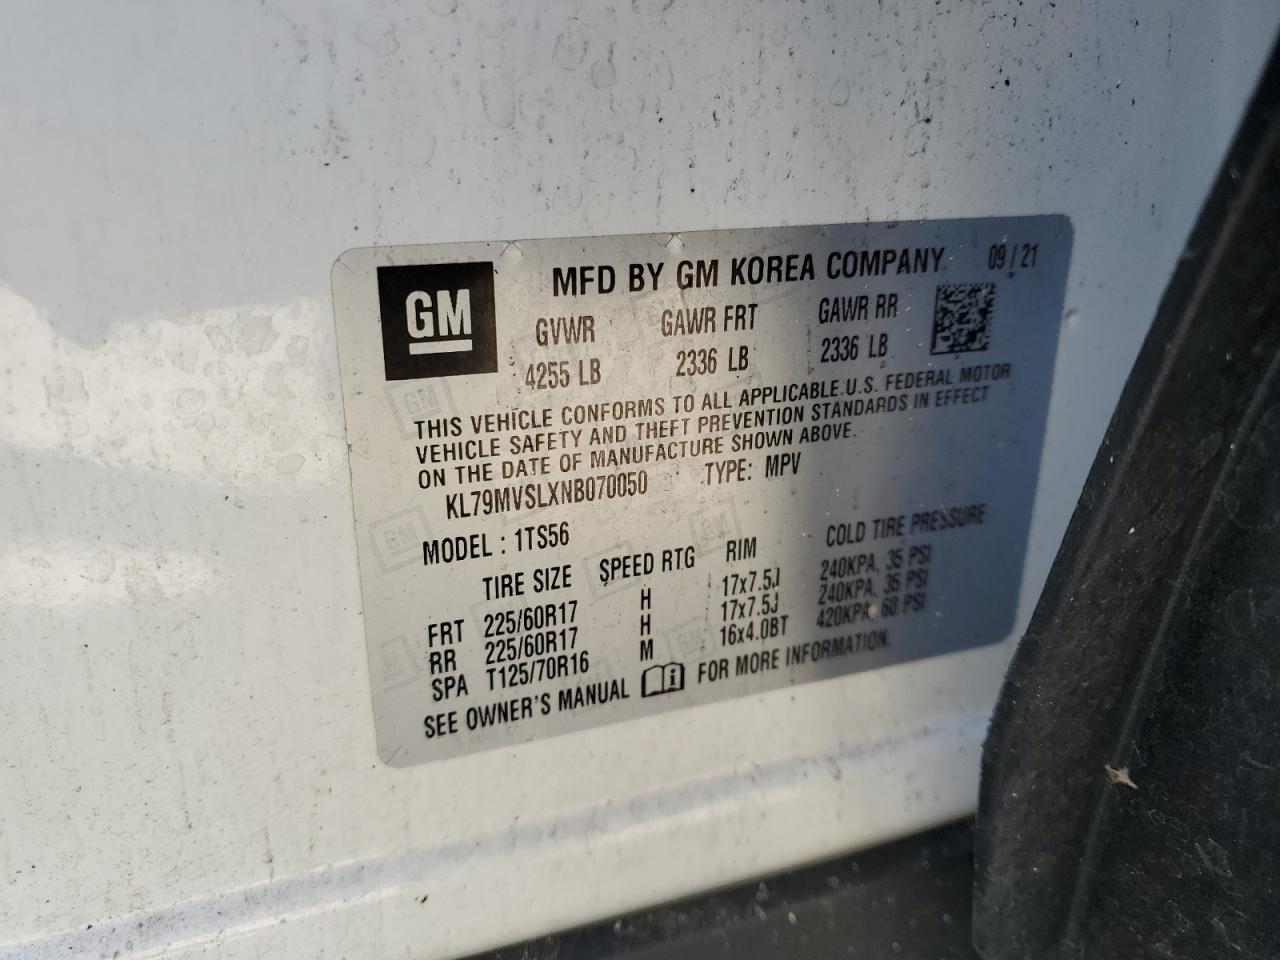 GM
MFD BY GM KOREA COMPANY 09/21
GVWR GAWR FRT GAWR RR
4255 LB 2336 LB 2336 LB
THIS VEHICLE CONFORMS TO ALL APPLICABLE U.S. FEDERAL MOTOR
VEHICLE SAFETY AND THEFT PREVENTION STANDARDS IN EFFECT
ON THE DATE OF MANUFACTURE SHOWN ABOVE.
KL79MVSLXNB070050 TYPE: MPV
MODEL : 1TS56
TIRE SIZE SPEED RTG RIM COLD TIRE PRESSURE
FRT 225/60R17 H 17x7.5J 240KPA, 35 PSI
RR 225/60R17 H 17x7.5J 240KPA, 35 PSI
SPA T125/70R16 M 16x4.0BT 420KPA, 60 PSI
SEE OWNER'S MANUAL FOR MORE INFORMATION.